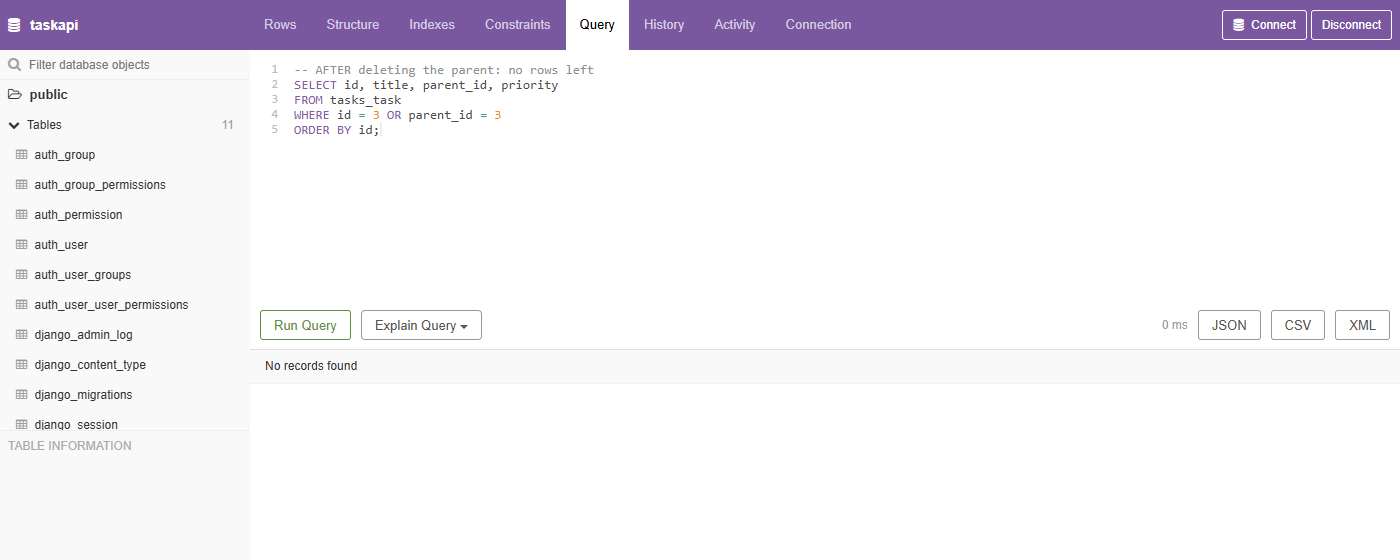 taskapi
Rows Structure Indexes Constraints Query History Activity Connection Connect Disconnect
Filter database objects
public
Tables 11
auth_group
auth_group_permissions
auth_permission
auth_user
auth_user_groups
auth_user_user_permissions
django_admin_log
django_content_type
django_migrations
django_session
TABLE INFORMATION
1 -- AFTER deleting the parent: no rows left
2 SELECT id, title, parent_id, priority
3 FROM tasks_task
4 WHERE id = 3 OR parent_id = 3
5 ORDER BY id;
Run Query Explain Query 0 ms JSON CSV XML
No records found